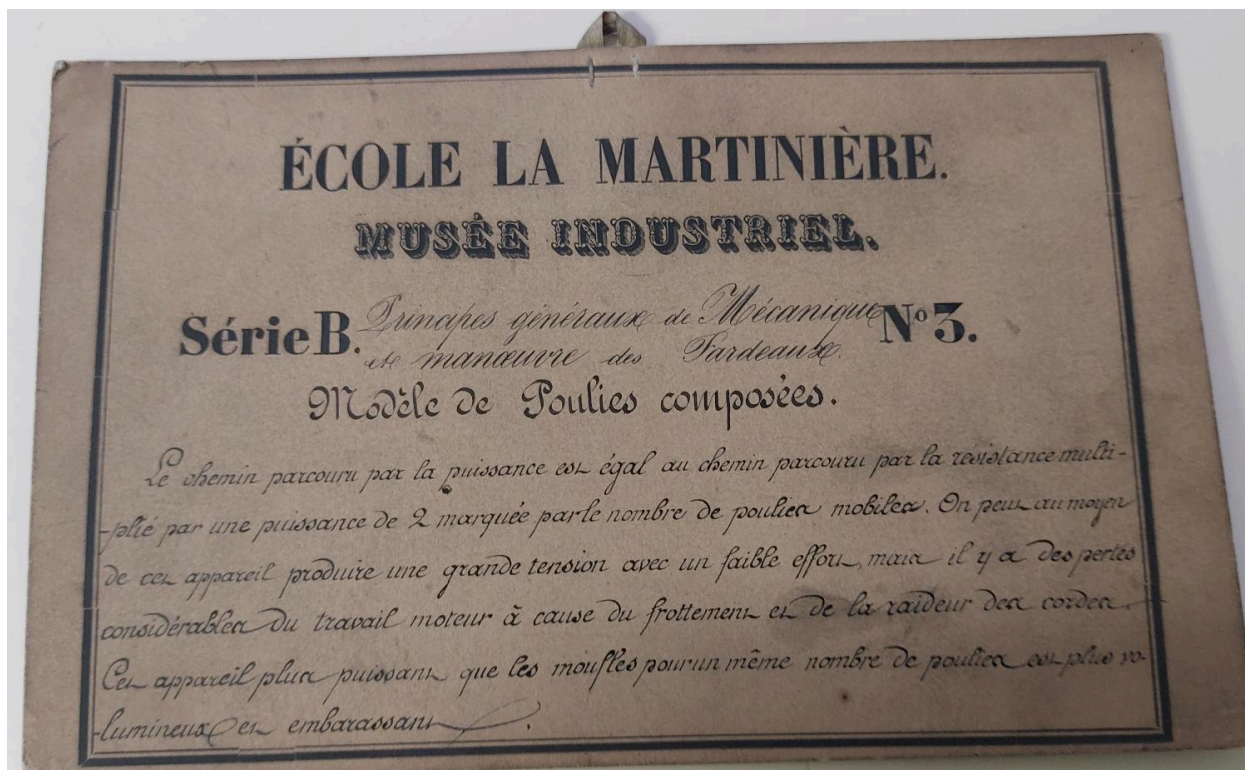 ÉCOLE LA MARTINIÈRE.
MUSÉE INDUSTRIEL.
Série B. Principes généraux de Mécanique No 3.
et manœuvre des Fardeaux.
Modèle de Poulies composées.
Le chemin parcouru par la puissance est égal au chemin parcouru par la résistance multi-
-plié par une puissance de 2 marquée par le nombre de poulies mobiles. On peut au moyen
de cet appareil produire une grande tension avec un faible effort, mais il y a des pertes
considérables du travail moteur à cause du frottement et de la raideur des cordes.
Cet appareil plus puissant que les moufles pour un même nombre de poulies est plus vo-
-lumineux et embarassant.